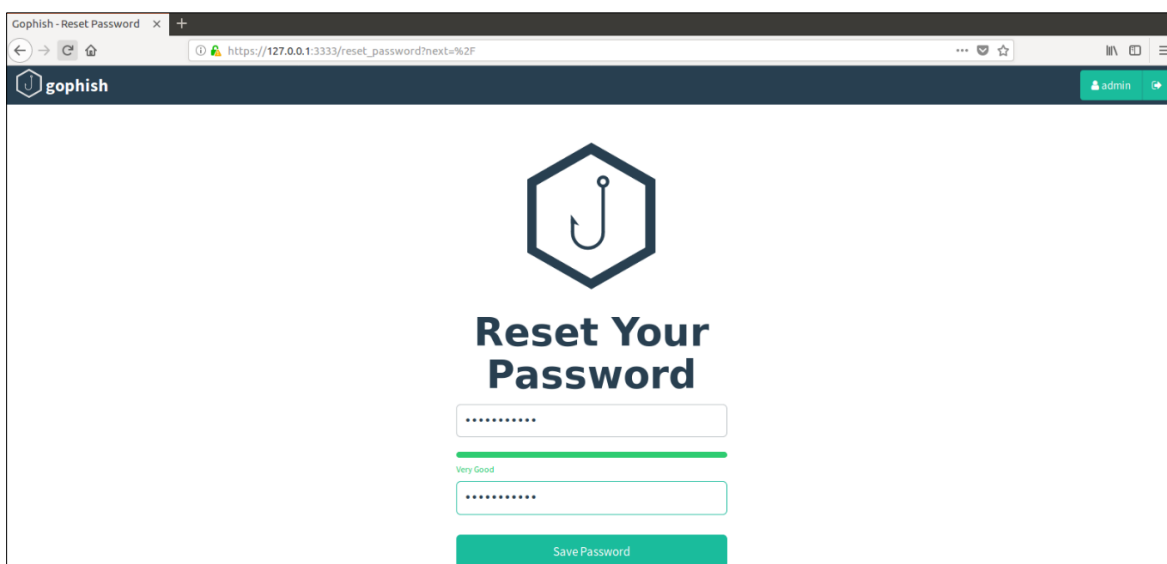 Gophish - Reset Password
https://127.0.0.1:3333/reset_password?next=%2F
gophish
admin
Reset Your
Password
•••••••••••
Very Good
•••••••••••
Save Password